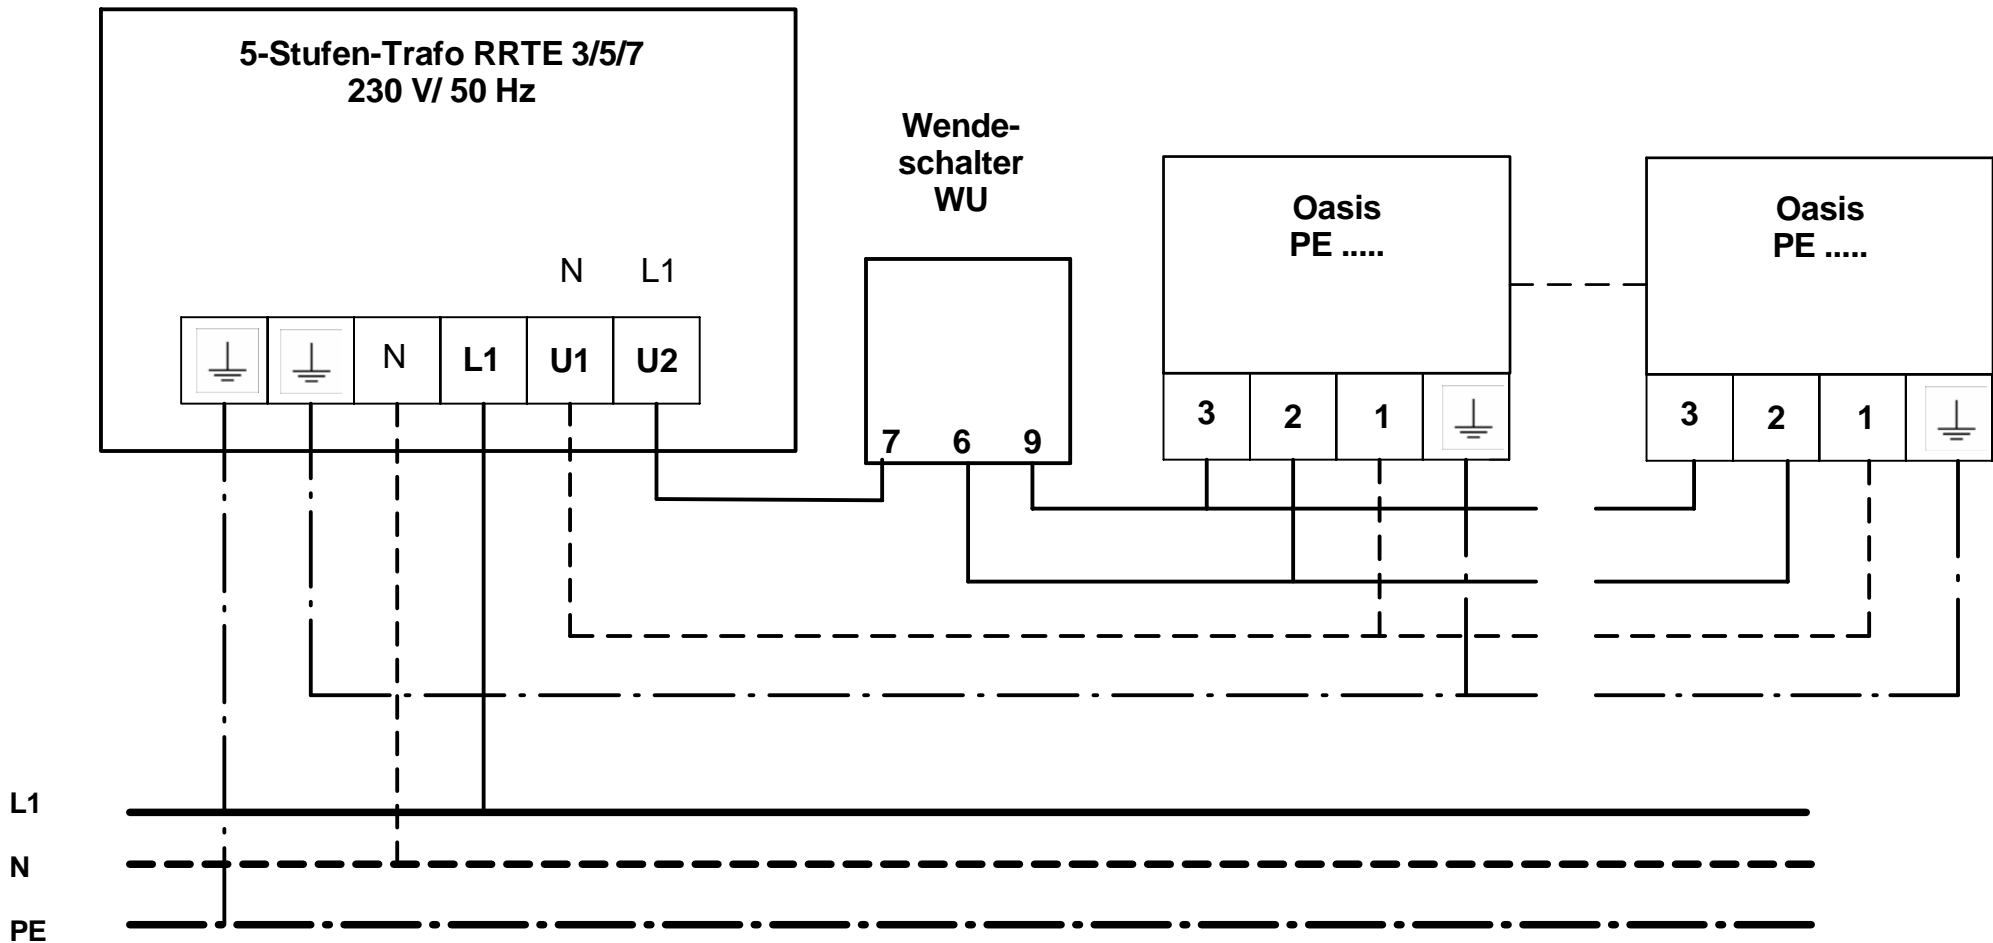 5-Stufen-Trafo RRTE 3/5/7
230 V/ 50 Hz
Wende-
schalter
WU
Oasis
PE .....
Oasis
PE .....
N L1
N L1 U1 U2
7 6 9
3 2 1
3 2 1
L1
N
PE